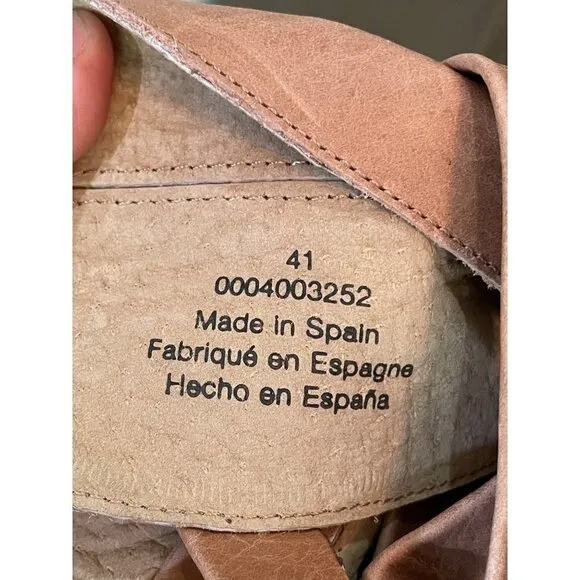 41
0004003252
Made in Spain
Fabriqué en Espagne
Hecho en España